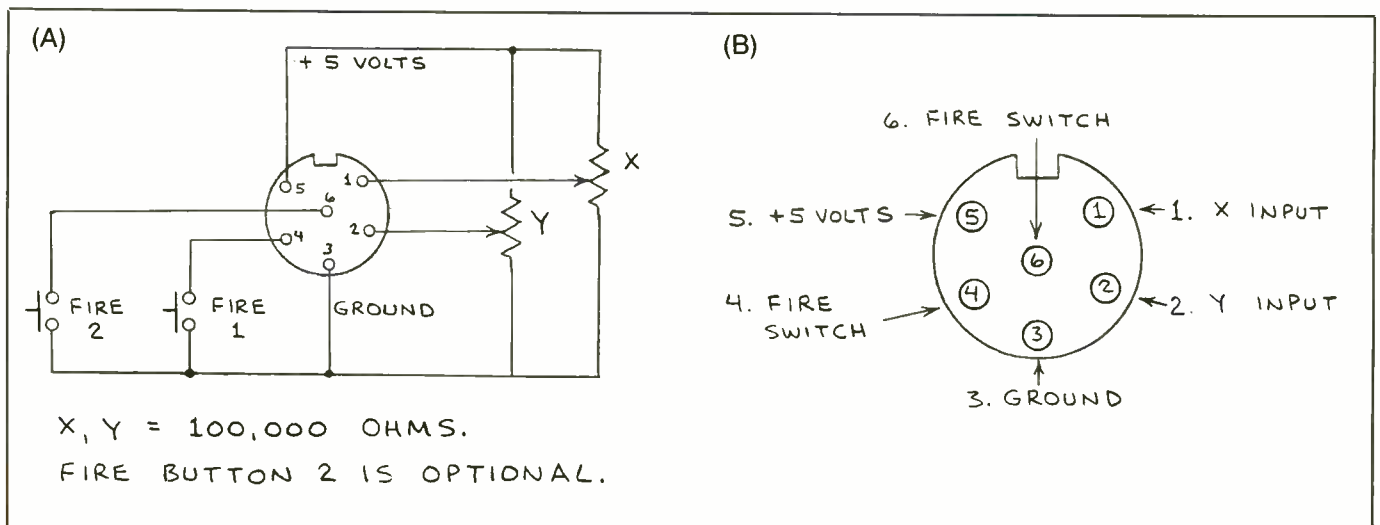 (A)
+ 5 VOLTS
X
5
1
6
4
2
Y
3
FIRE
2
FIRE
1
GROUND
X, Y = 100,000 OHMS.
FIRE BUTTON 2 IS OPTIONAL.
(B)
6. FIRE SWITCH
5. +5 VOLTS
5
1
1. X INPUT
6
4. FIRE
SWITCH
4
2
2. Y INPUT
3
3. GROUND